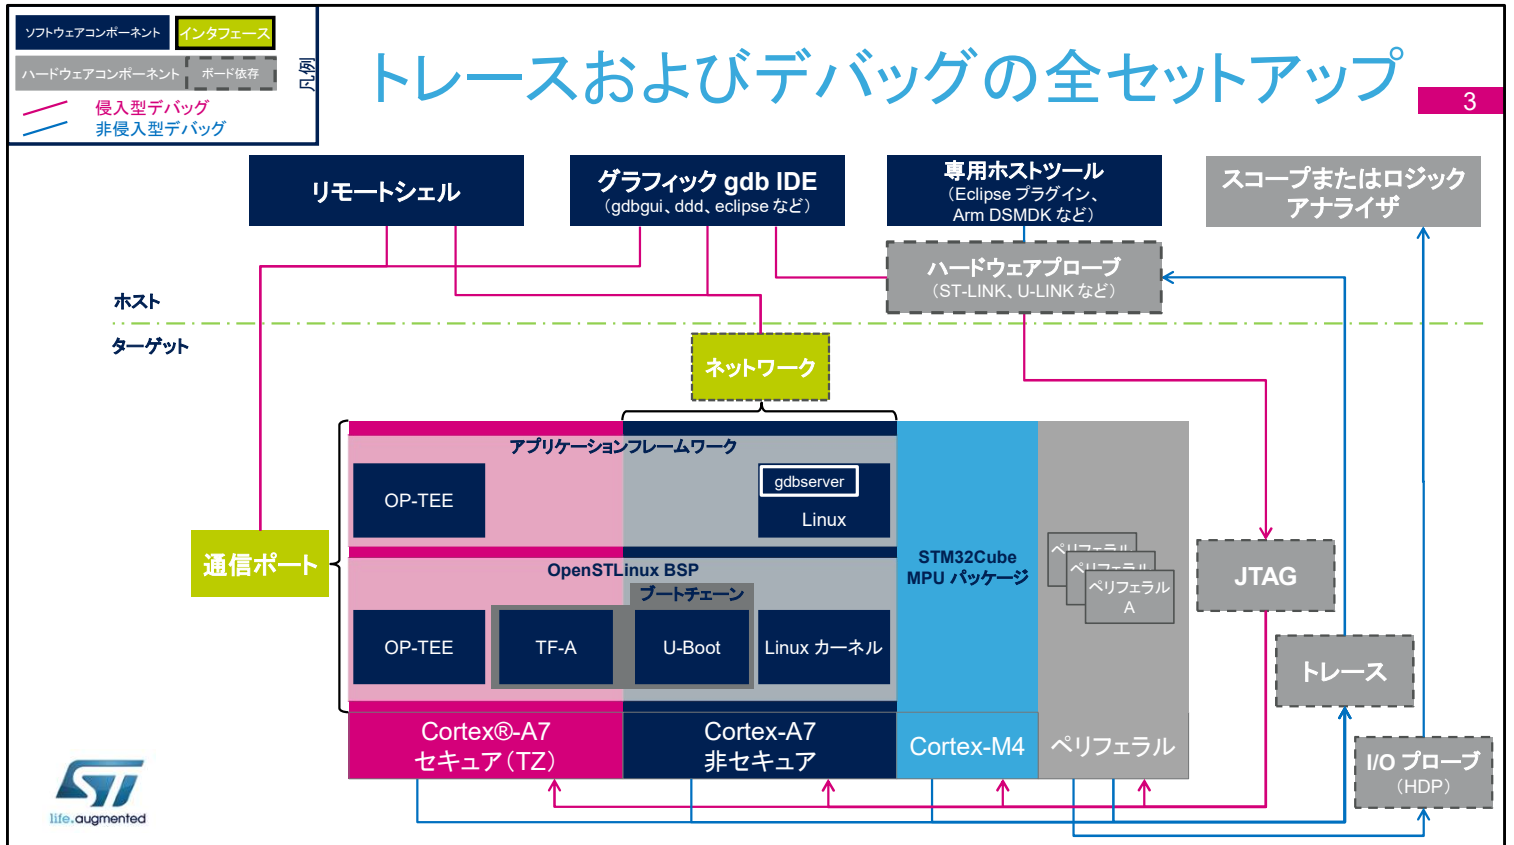 ソフトウェアコンポーネント
インタフェース
ハードウェアコンポーネント
ボード依存
凡例
侵入型デバッグ
非侵入型デバッグ
トレースおよびデバッグの全セットアップ
3
リモートシェル
グラフィック gdb IDE
(gdbgui、ddd、eclipse など)
専用ホストツール
(Eclipse プラグイン、
Arm DSMDK など)
スコープまたはロジック
アナライザ
ハードウェアプローブ
(ST-LINK、U-LINK など)
ホスト
ターゲット
ネットワーク
アプリケーションフレームワーク
OP-TEE
gdbserver
Linux
通信ポート
OpenSTLinux BSP
ブートチェーン
OP-TEE
TF-A
U-Boot
Linux カーネル
STM32Cube
MPU パッケージ
ペリフェラル
ペリフェラル
ペリフェラル
A
JTAG
トレース
I/O プローブ
(HDP)
Cortex®-A7
セキュア(TZ)
Cortex-A7
非セキュア
Cortex-M4
ペリフェラル
ST
life.augmented